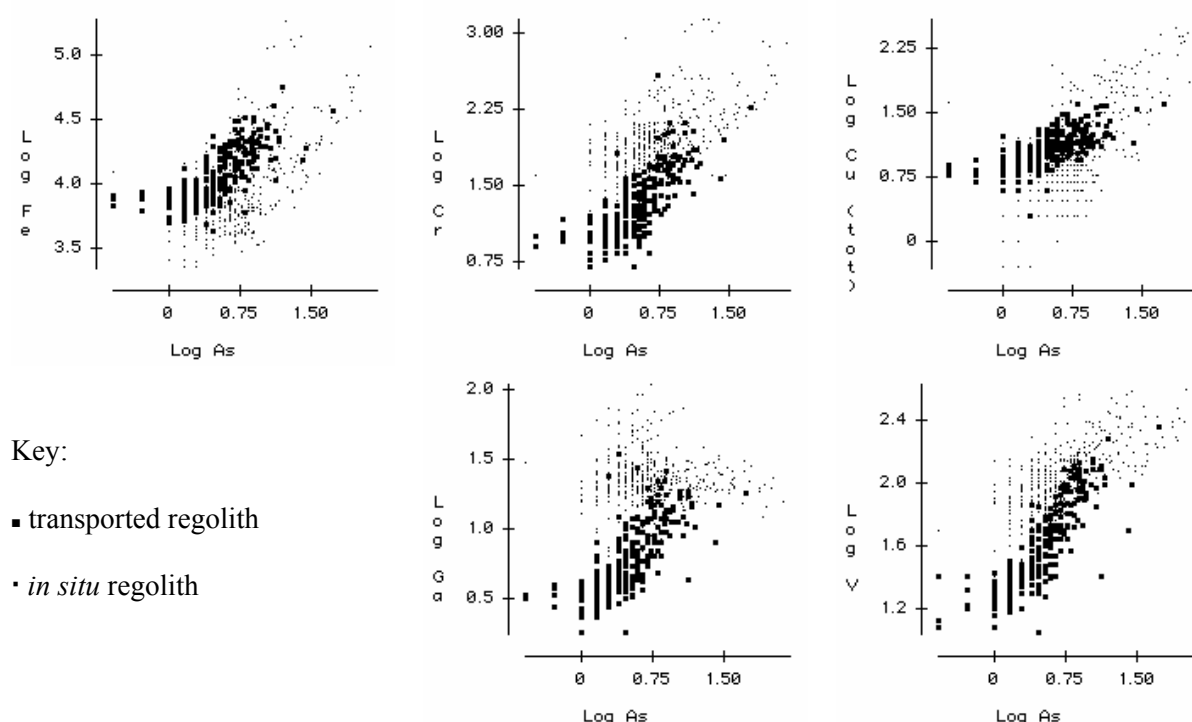 5.0
4.5
4.0
3.5
Log Fe
0 0.75 1.50
Log As
3.00
2.25
1.50
0.75
Log Cr
0 0.75 1.50
Log As
2.25
1.50
0.75
0
Log Cu (tot)
0 0.75 1.50
Log As
Key:
transported regolith
in situ regolith
2.0
1.5
1.0
0.5
Log Ga
0 0.75 1.50
Log As
2.4
2.0
1.6
1.2
Log V
0 0.75 1.50
Log As